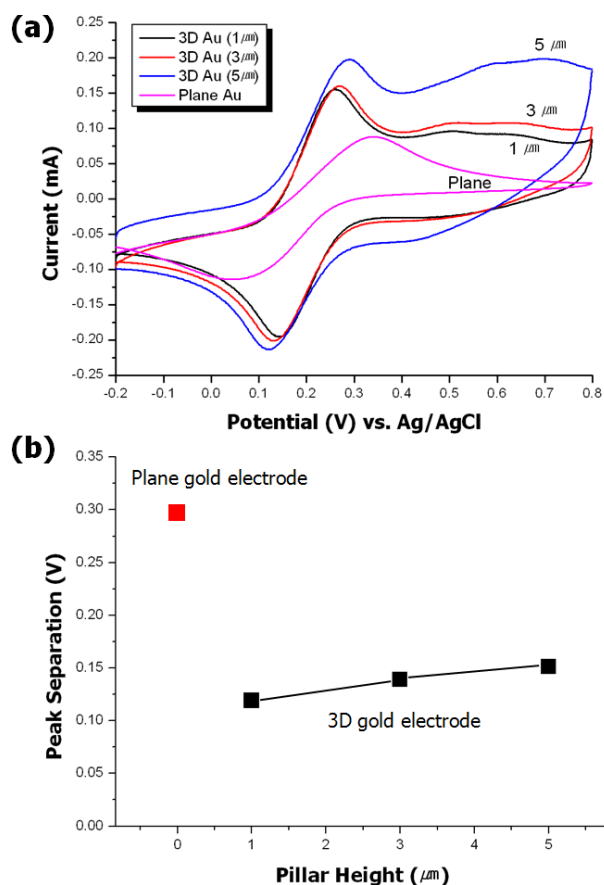 (a)
3D Au (1㎛)
3D Au (3㎛)
3D Au (5㎛)
Plane Au
5 ㎛
3 ㎛
1 ㎛
Plane
0.25
0.20
0.15
0.10
0.05
0.00
-0.05
-0.10
-0.15
-0.20
-0.25
Current (mA)
-0.2 -0.1 0.0 0.1 0.2 0.3 0.4 0.5 0.6 0.7 0.8
Potential (V) vs. Ag/AgCl
(b)
Plane gold electrode
3D gold electrode
0.35
0.30
0.25
0.20
0.15
0.10
0.05
0.00
Peak Separation (V)
0 1 2 3 4 5
Pillar Height (㎛)